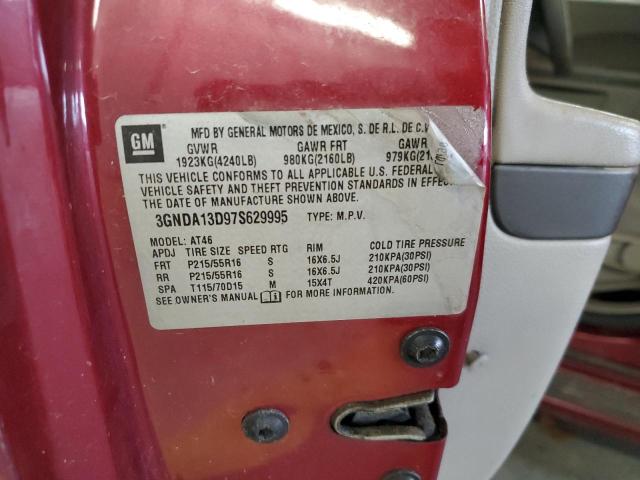 GM
MFD BY GENERAL MOTORS DE MEXICO, S. DE R.L. DE C.V
GVWR GAWR FRT GAWR
1923KG(4240LB) 980KG(2160LB) 979KG(21
THIS VEHICLE CONFORMS TO ALL APPLICABLE U.S. FEDERAL
VEHICLE SAFETY AND THEFT PREVENTION STANDARDS IN EFFEC
THE DATE OF MANUFACTURE SHOWN ABOVE.
3GNDA13D97S629995 TYPE: M.P.V.
MODEL: AT46
APDJ TIRE SIZE SPEED RTG RIM COLD TIRE PRESSURE
FRT P215/55R16 S 16X6.5J 210KPA(30PSI)
RR P215/55R16 S 16X6.5J 210KPA(30PSI)
SPA T115/70D15 M 15X4T 420KPA(60PSI)
SEE OWNER'S MANUAL FOR MORE INFORMATION.